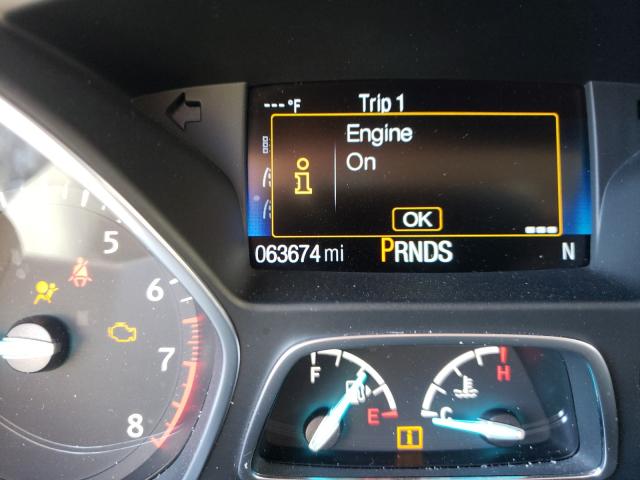 ---°F Trip 1
Engine
On
OK
063674 mi PRNDS N
5
6
7
8
F
E
H
C